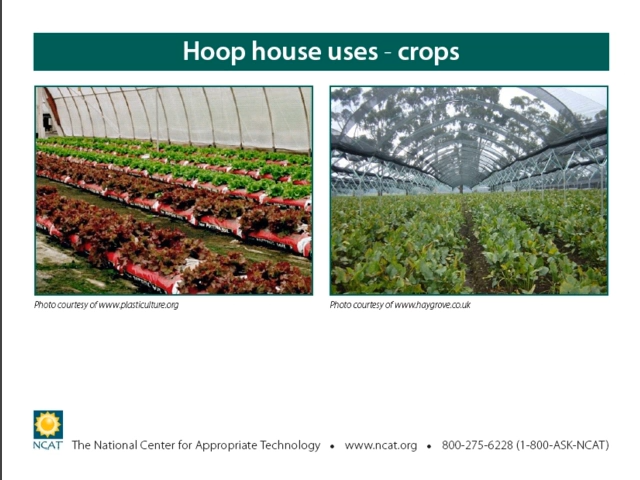 Hoop house uses - crops
Photo courtesy of www.plasticulture.org
Photo courtesy of www.haygrove.co.uk
NCAT
The National Center for Appropriate Technology • www.ncat.org • 800-275-6228 (1-800-ASK-NCAT)